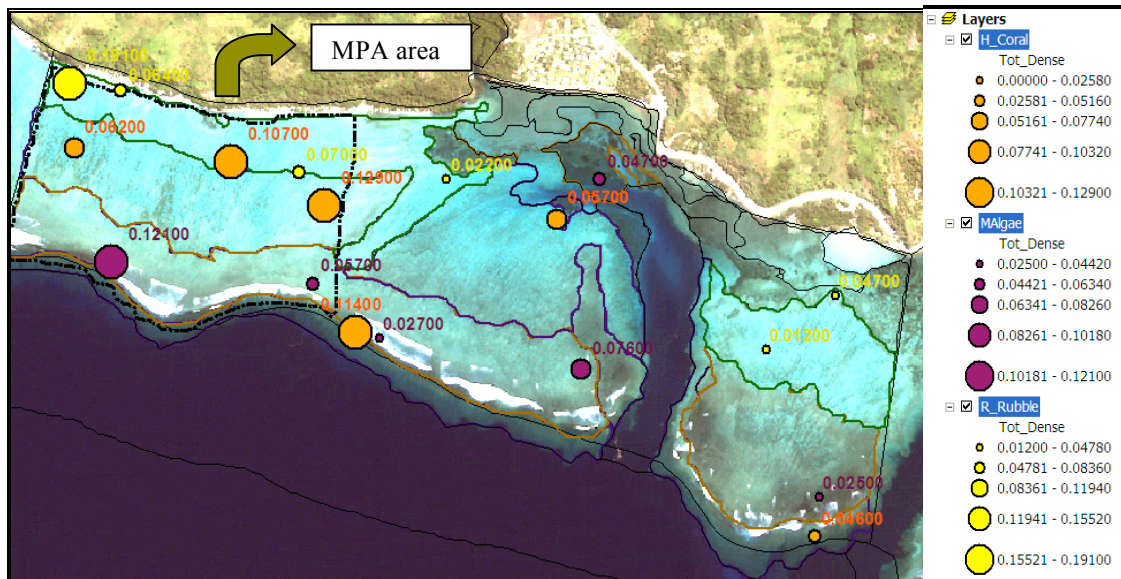 MPA area
0.19100
0.06400
0.06200
0.10700
0.07000
0.12900
0.02200
0.04700
0.05700
0.12100
0.05700
0.11400
0.02700
0.07600
0.04700
0.01200
0.02500
0.04600
Layers
H_Coral
Tot_Dense
0.00000 - 0.02580
0.02581 - 0.05160
0.05161 - 0.07740
0.07741 - 0.10320
0.10321 - 0.12900
MAlgae
Tot_Dense
0.02500 - 0.04420
0.04421 - 0.06340
0.06341 - 0.08260
0.08261 - 0.10180
0.10181 - 0.12100
R_Rubble
Tot_Dense
0.01200 - 0.04780
0.04781 - 0.08360
0.08361 - 0.11940
0.11941 - 0.15520
0.15521 - 0.19100